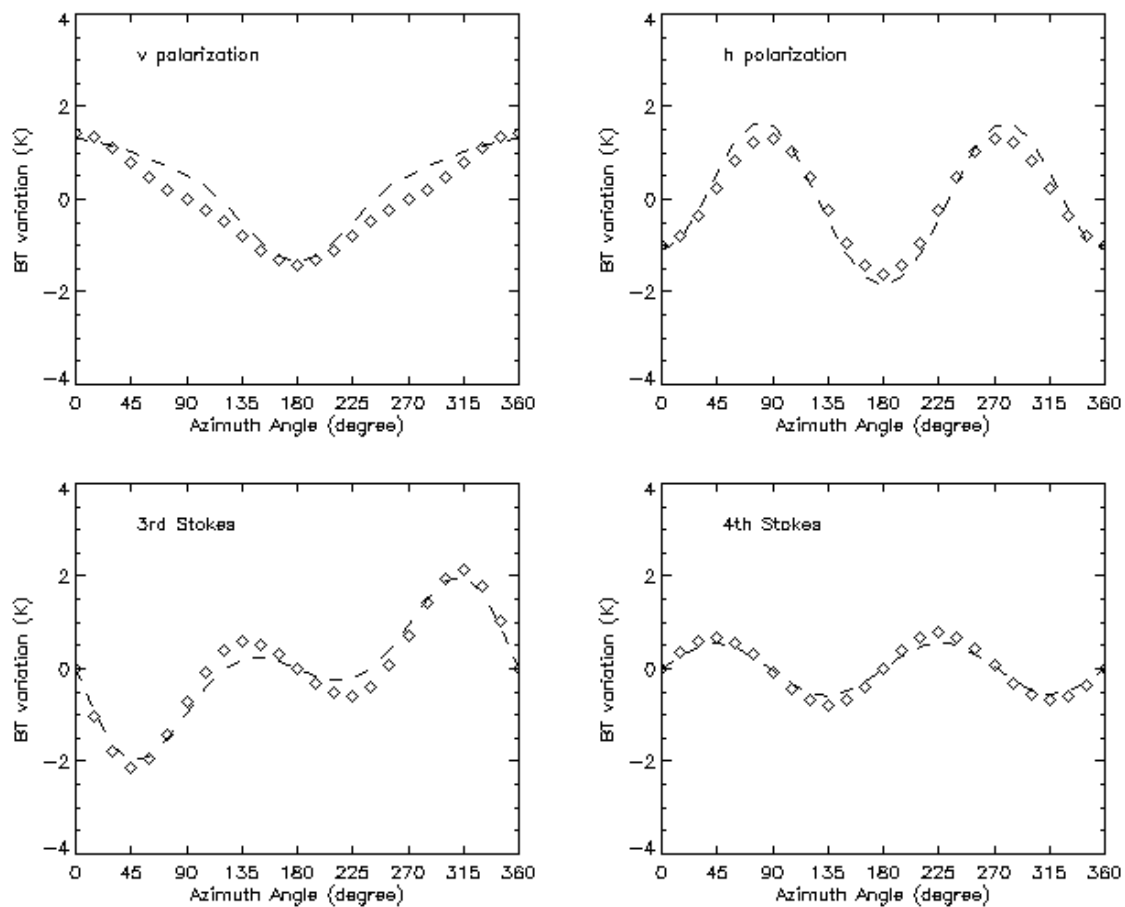 v polarization
BT variation (K)
4
2
0
−2
−4
0 45 90 135 180 225 270 315 360
Azimuth Angle (degree)
h polarization
BT variation (K)
4
2
0
−2
−4
0 45 90 135 180 225 270 315 360
Azimuth Angle (degree)
3rd Stokes
BT variation (K)
4
2
0
−2
−4
0 45 90 135 180 225 270 315 360
Azimuth Angle (degree)
4th Stokes
BT variation (K)
4
2
0
−2
−4
0 45 90 135 180 225 270 315 360
Azimuth Angle (degree)